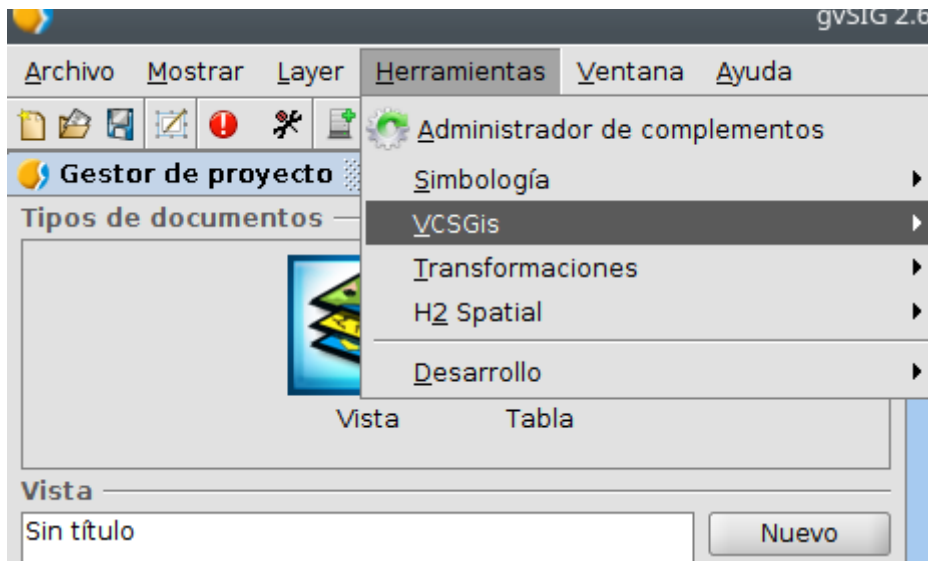 gvSIG 2.6
Archivo Mostrar Layer Herramientas Ventana Ayuda
Administrador de complementos
Gestor de proyecto
Simbología
Tipos de documentos
VCSGis
Transformaciones
H2 Spatial
Desarrollo
Vista Tabla
Vista
Sin título Nuevo